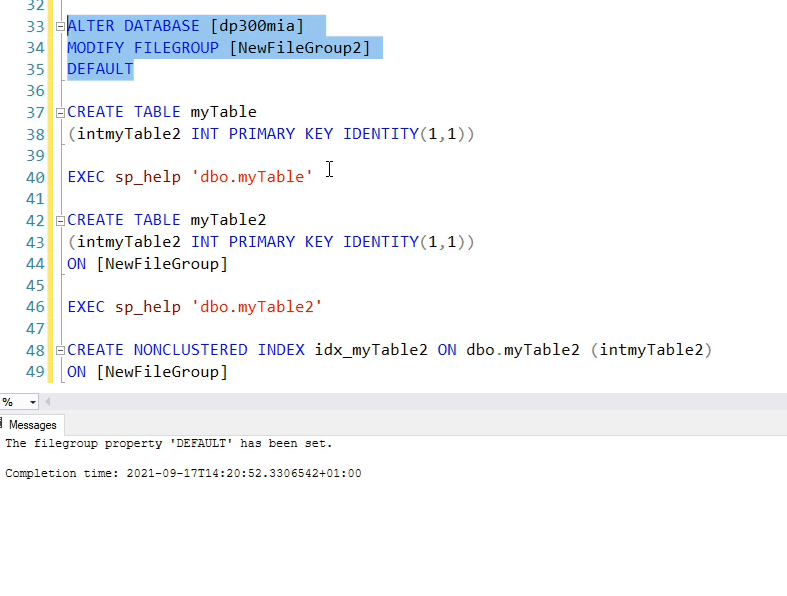 32
33 ALTER DATABASE [dp300mia]
34 MODIFY FILEGROUP [NewFileGroup2]
35 DEFAULT
36
37 CREATE TABLE myTable
38 (intmyTable2 INT PRIMARY KEY IDENTITY(1,1))
39
40 EXEC sp_help 'dbo.myTable'
41
42 CREATE TABLE myTable2
43 (intmyTable2 INT PRIMARY KEY IDENTITY(1,1))
44 ON [NewFileGroup]
45
46 EXEC sp_help 'dbo.myTable2'
47
48 CREATE NONCLUSTERED INDEX idx_myTable2 ON dbo.myTable2 (intmyTable2)
49 ON [NewFileGroup]
%
Messages
The filegroup property 'DEFAULT' has been set.
Completion time: 2021-09-17T14:20:52.3306542+01:00